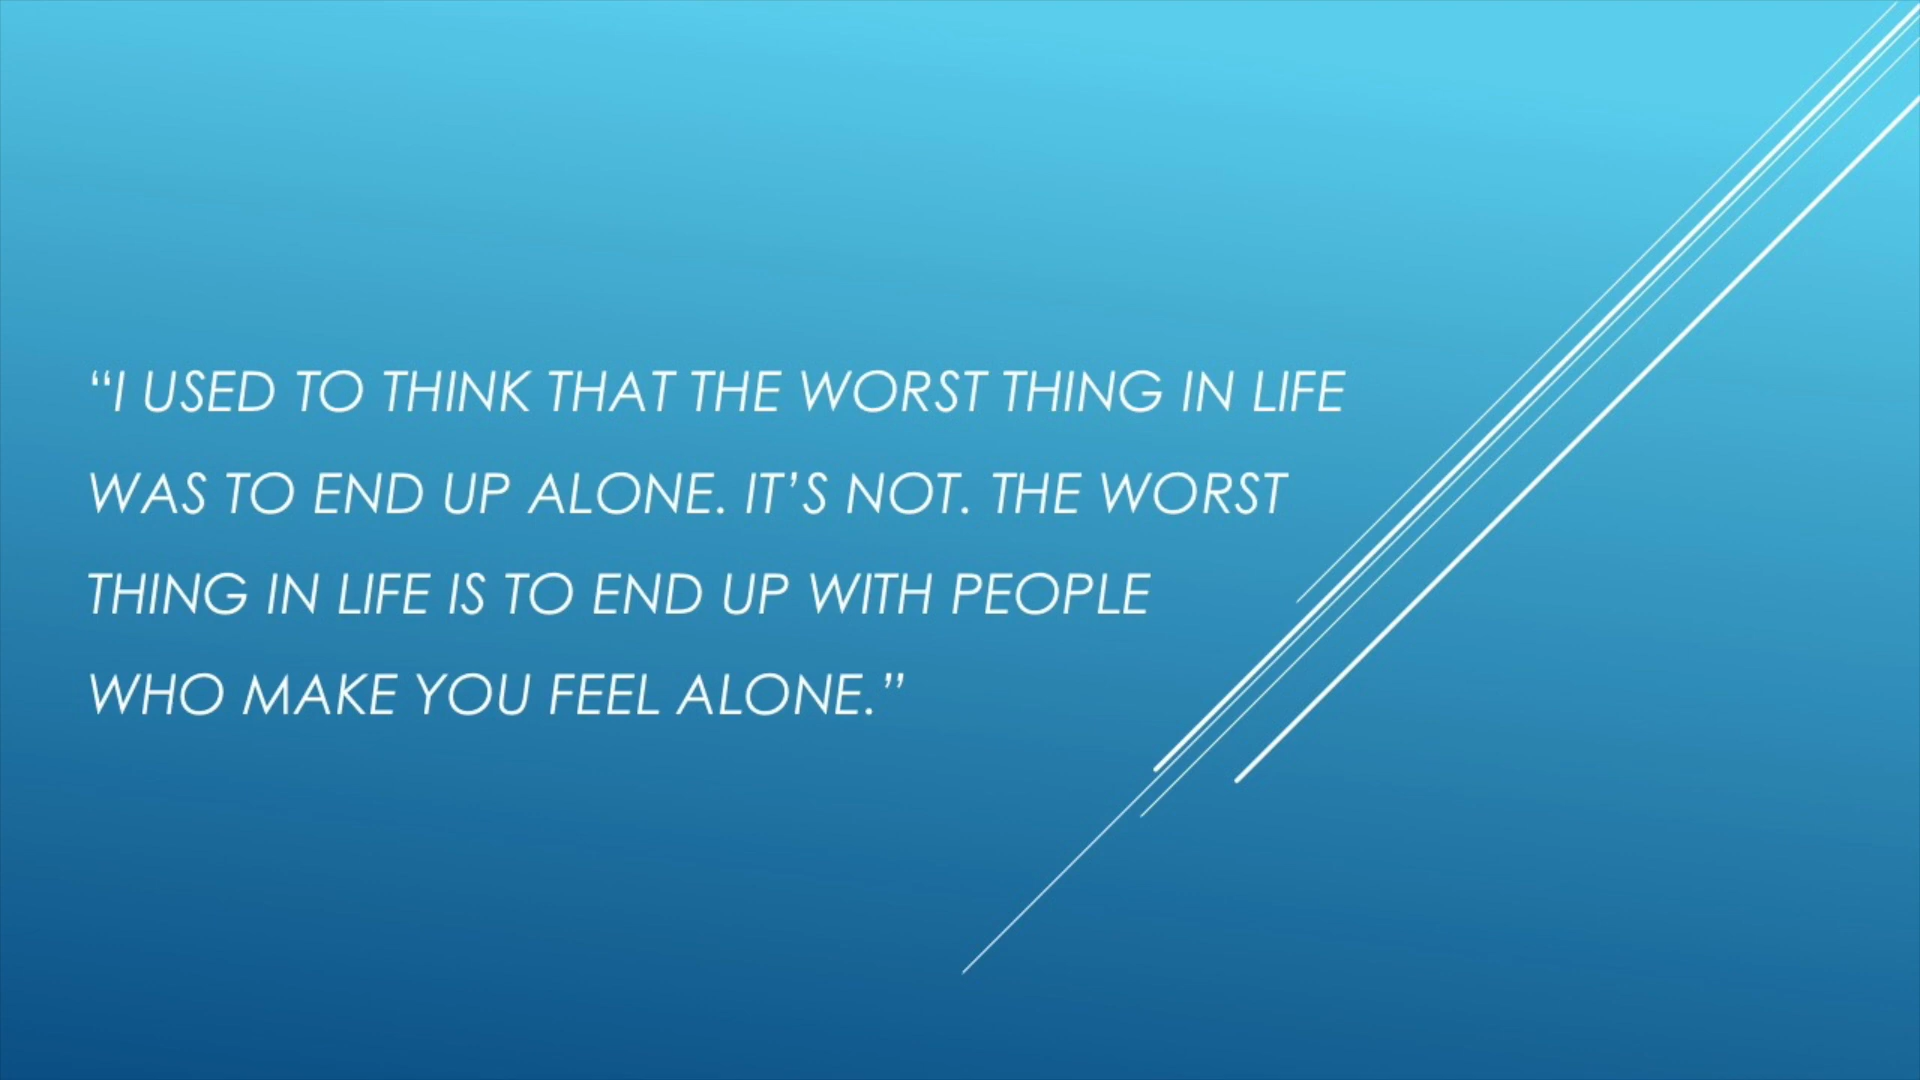 “I USED TO THINK THAT THE WORST THING IN LIFE
WAS TO END UP ALONE. IT’S NOT. THE WORST
THING IN LIFE IS TO END UP WITH PEOPLE
WHO MAKE YOU FEEL ALONE.”